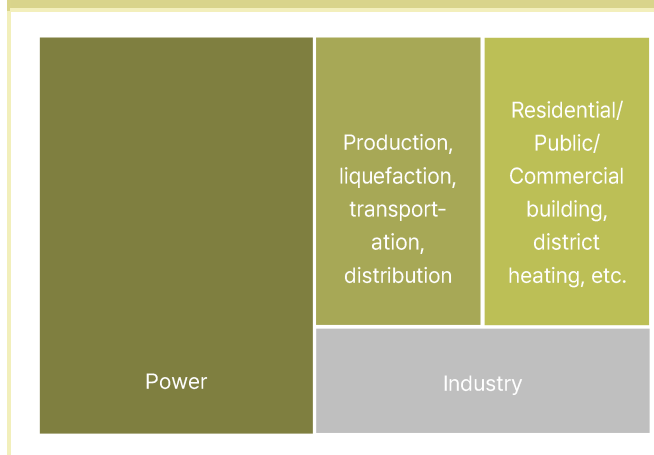 Power
Production,
liquefaction,
transport-
ation,
distribution
Residential/
Public/
Commercial
building,
district
heating, etc.
Industry